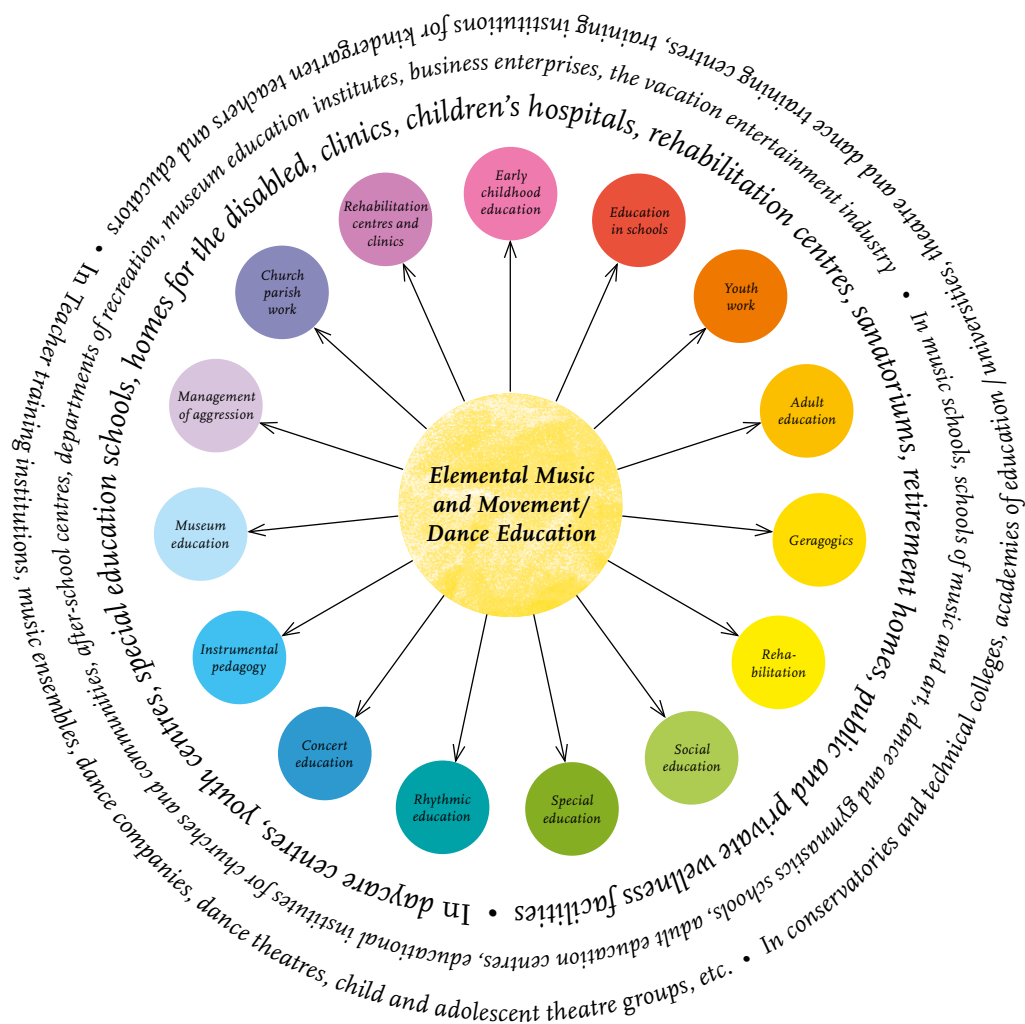 Elemental Music
and Movement/
Dance Education
Early
childhood
education
Education
in schools
Youth
work
Adult
education
Geragogics
Reha-
bilitation
Social
education
Special
education
Rhythmic
education
Concert
education
Instrumental
pedagogy
Museum
education
Management
of aggression
Church
parish
work
Rehabilitation
centres and
clinics
• In daycare centres, youth centres, special education schools, homes for the disabled, clinics, children’s hospitals, rehabilitation centres, sanatoriums, retirement homes, public and private wellness facilities
• In music schools, schools of music and art, dance and gymnastics schools, adult education centres, educational institutes for churches and communities, after-school centres, departments of recreation, museum education institutes, business enterprises, the vacation entertainment industry
• In conservatories and technical colleges, academies of education / universities, theatre and dance training centres, training institutions for kindergarten teachers and educators
• In Teacher training institutions, music ensembles, dance companies, dance theatres, child and adolescent theatre groups, etc.